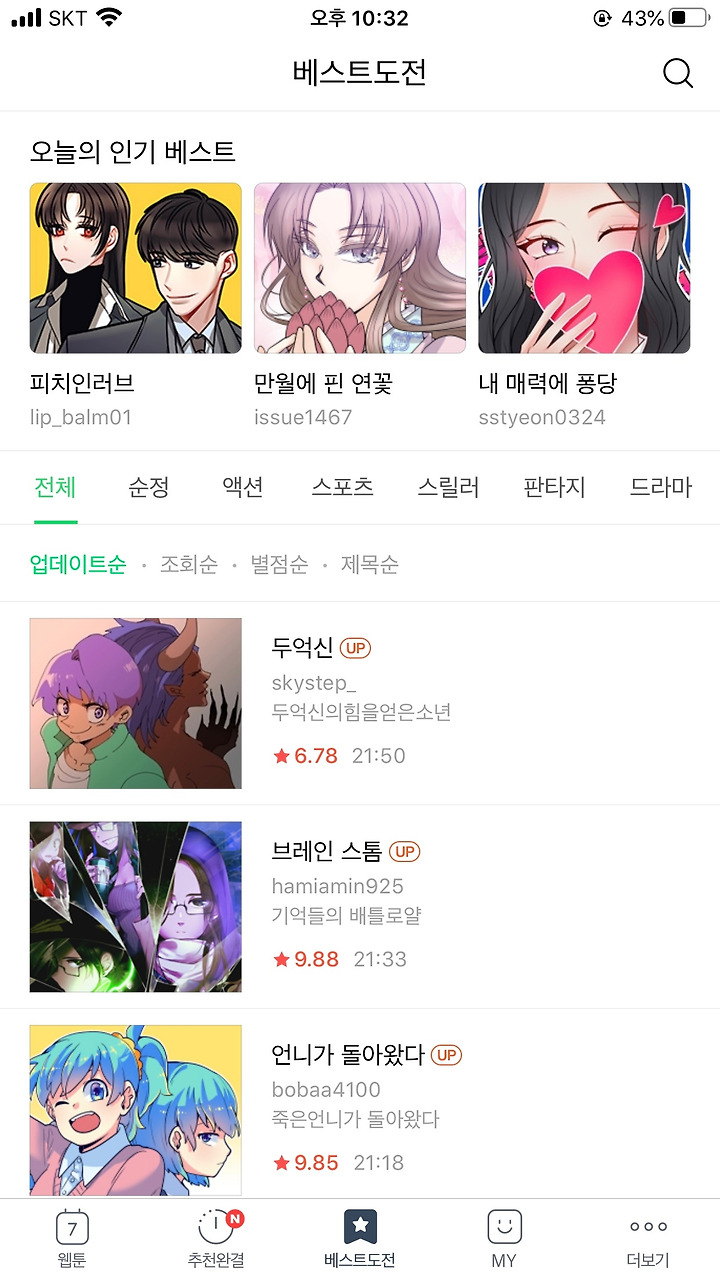 SKT 오후 10:32 43%
베스트도전
오늘의 인기 베스트
피치인러브 만월에 핀 연꽃 내 매력에 퐁당
lip_balm01 issue1467 sstyeon0324
전체 순정 액션 스포츠 스릴러 판타지 드라마
업데이트순 · 조회순 · 별점순 · 제목순
두억신 UP
skystep_
두억신의힘을얻은소년
★6.78 21:50
브레인 스톰 UP
hamiamin925
기억들의 배틀로얄
★9.88 21:33
언니가 돌아왔다 UP
bobaa4100
죽은언니가 돌아왔다
★9.85 21:18
7 N
웹툰 추천완결 베스트도전 MY 더보기